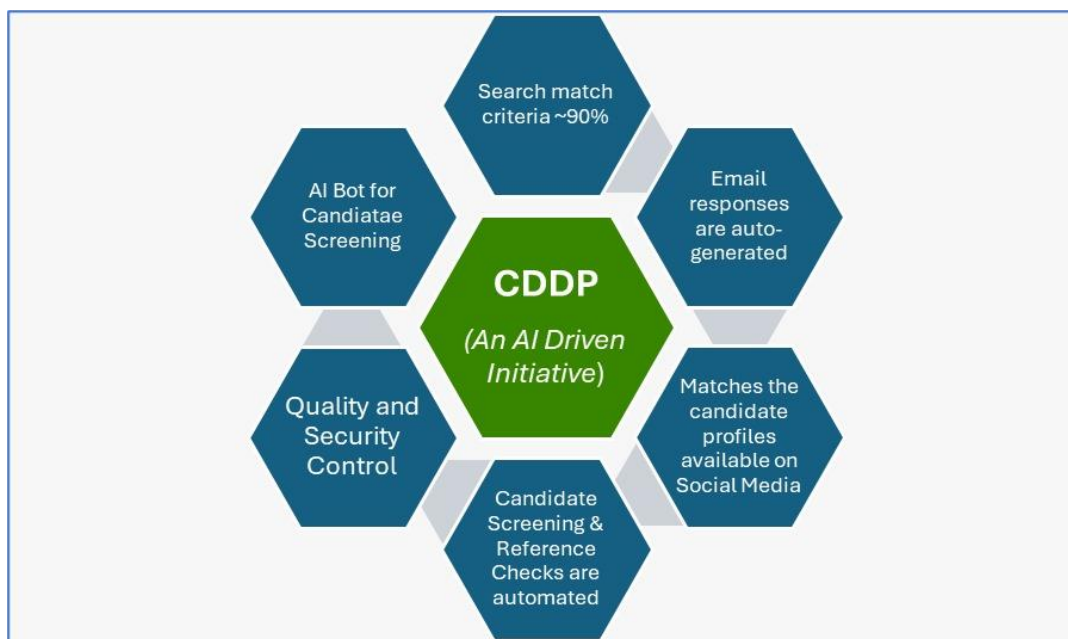 Search match
criteria ~90%
Email
responses
are auto-
generated
Matches the
candidate
profiles
available on
Social Media
Candidate
Screening &
Reference
Checks are
automated
Quality and
Security
Control
AI Bot for
Candiatae
Screening
CDDP
(An AI Driven
Initiative)